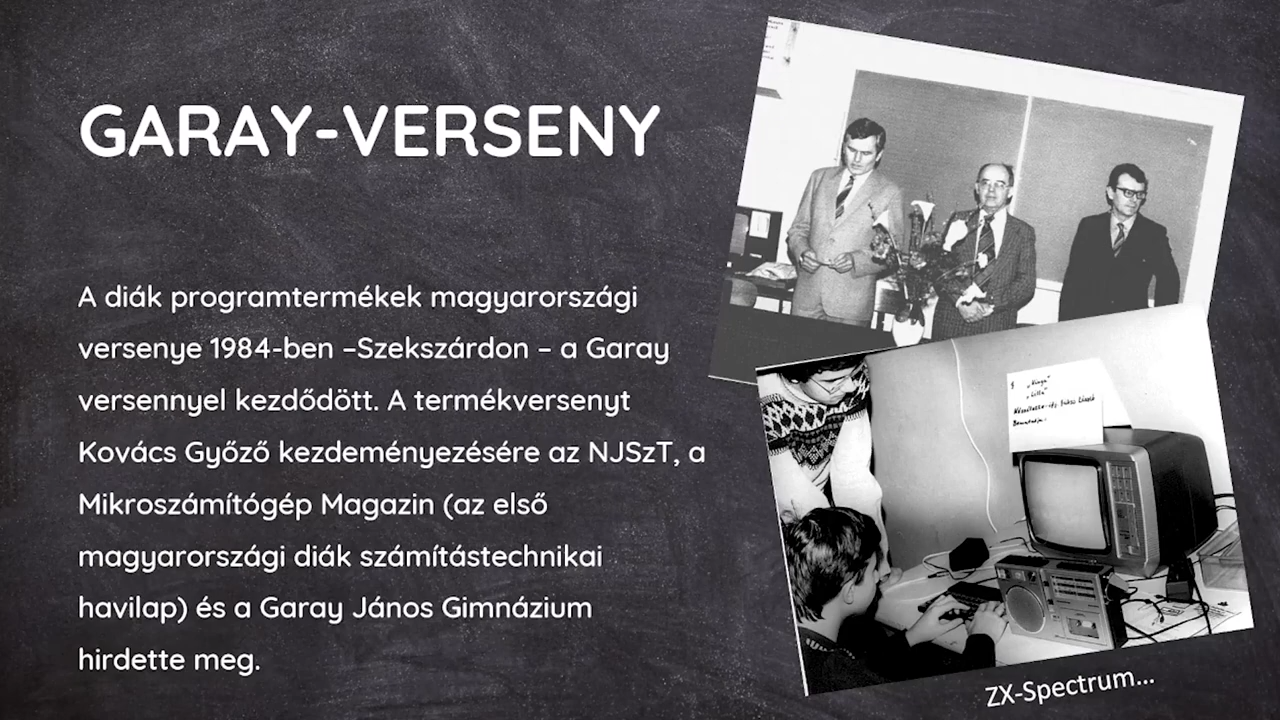 GARAY-VERSENY
A diák programtermékek magyarországi
versenye 1984-ben –Szekszárdon – a Garay
versennyel kezdődött. A termékversenyt
Kovács Győző kezdeményezésére az NJSzT, a
Mikroszámítógép Magazin (az első
magyarországi diák számítástechnikai
havilap) és a Garay János Gimnázium
hirdette meg.
ZX-Spectrum...